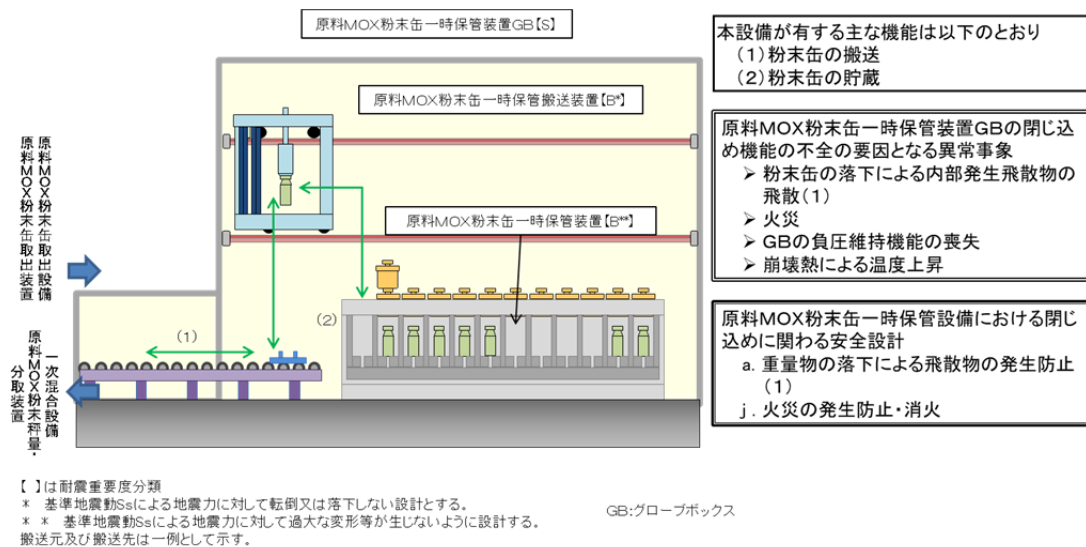 原料MOX粉末缶一時保管装置GB【S】
原料MOX粉末缶一時保管搬送装置【B*】
原料MOX粉末缶一時保管装置【B**】
原料MOX粉末缶取出設備
原料MOX粉末缶取出装置
一次混合設備
原料MOX粉末秤量・
分取装置
(1)
(2)
本設備が有する主な機能は以下のとおり
(1)粉末缶の搬送
(2)粉末缶の貯蔵
原料MOX粉末缶一時保管装置GBの閉じ込
め機能の不全の要因となる異常事象
➢ 粉末缶の落下による内部発生飛散物の
飛散(1)
➢ 火災
➢ GBの負圧維持機能の喪失
➢ 崩壊熱による温度上昇
原料MOX粉末缶一時保管設備における閉じ
込めに関わる安全設計
a. 重量物の落下による飛散物の発生防止
(1)
j. 火災の発生防止・消火
【 】は耐震重要度分類
* 基準地震動Ssによる地震力に対して転倒又は落下しない設計とする。
* * 基準地震動Ssによる地震力に対して過大な変形等が生じないように設計する。
搬送元及び搬送先は一例として示す。
GB:グローブボックス